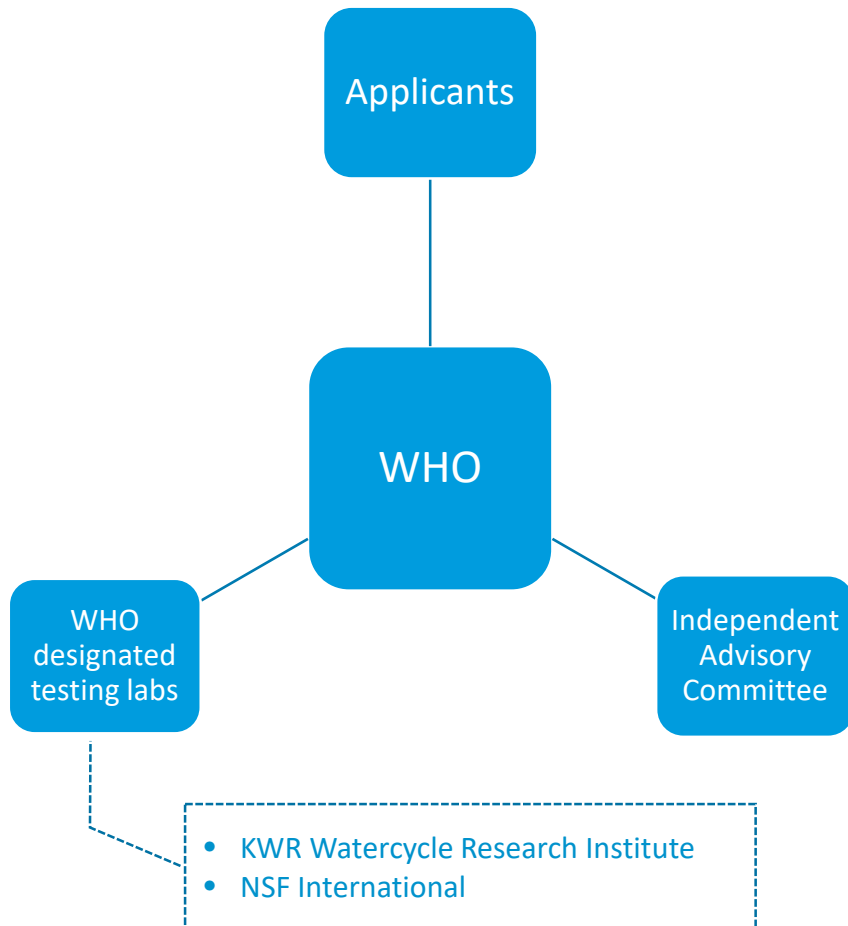 Applicants
WHO
WHO
designated
testing labs
Independent
Advisory
Committee
• KWR Watercycle Research Institute
• NSF International